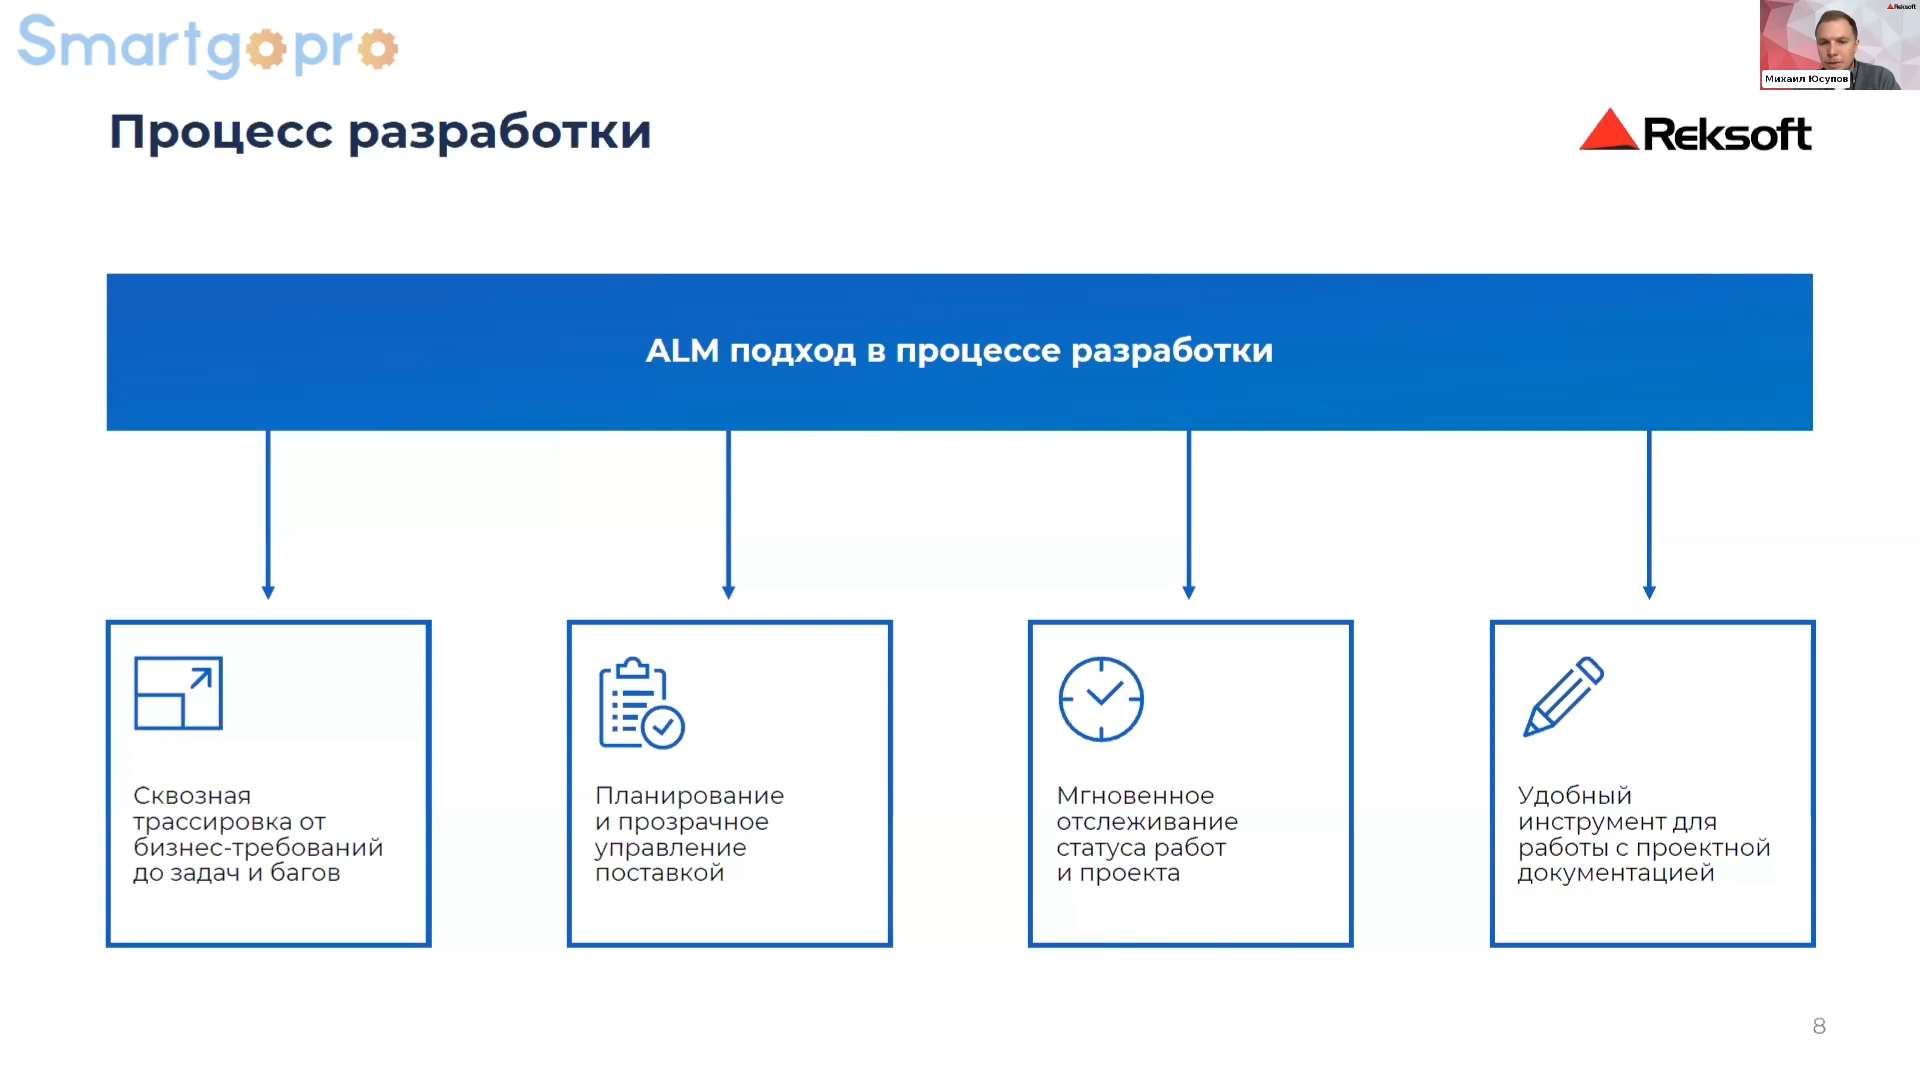 Smartgopro
Reksoft
Михаил Юсупов
Процесс разработки
Reksoft
ALM подход в процессе разработки
Сквозная
трассировка от
бизнес-требований
до задач и багов
Планирование
и прозрачное
управление
поставкой
Мгновенное
отслеживание
статуса работ
и проекта
Удобный
инструмент для
работы с проектной
документацией
8